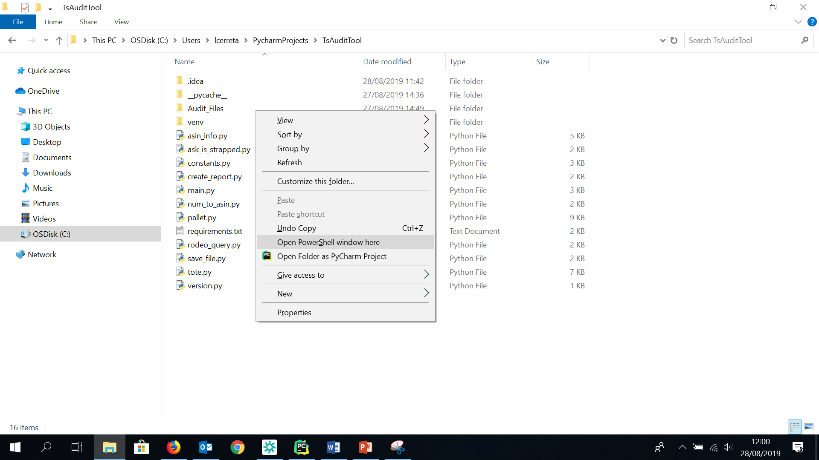 TsAuditTool
File Home Share View
This PC > OSDisk (C:) > Users > lcerreta > PycharmProjects > TsAuditTool
Search TsAuditTool
Name Date modified Type Size
Quick access
OneDrive
This PC
3D Objects
Desktop
Documents
Downloads
Music
Pictures
Videos
OSDisk (C:)
Network
.idea 28/08/2019 11:42 File folder
__pycache__ 27/08/2019 14:36 File folder
Audit_Files 27/08/2019 14:49 File folder
venv File folder
asin_info.py Python File 5 KB
ask_is_strapped.py Python File 2 KB
constants.py Python File 3 KB
create_report.py Python File 2 KB
main.py Python File 3 KB
num_to_asin.py Python File 2 KB
pallet.py Python File 9 KB
requirements.txt Text Document 2 KB
rodeo_query.py Python File 2 KB
save_file.py Python File 2 KB
tote.py Python File 7 KB
version.py Python File 1 KB
View
Sort by
Group by
Refresh
Customize this folder...
Paste
Paste shortcut
Undo Copy Ctrl+Z
Open PowerShell window here
Open Folder as PyCharm Project
Give access to
New
Properties
16 items
12:00
28/08/2019